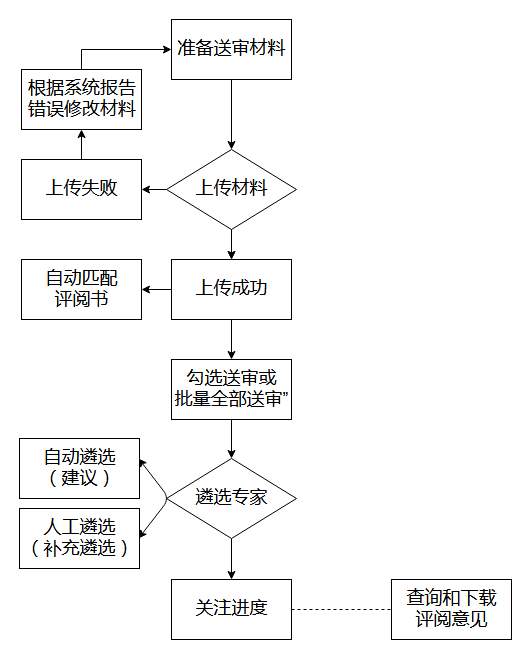 准备送审材料
根据系统报告
错误修改材料
上传失败
上传材料
自动匹配
评阅书
上传成功
勾选送审或
批量全部送审”
自动遴选
（建议）
遴选专家
人工遴选
（补充遴选）
关注进度
查询和下载
评阅意见